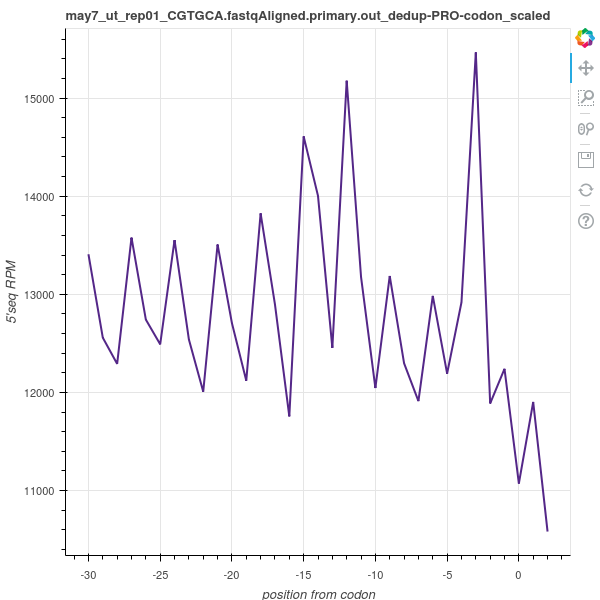 may7_ut_rep01_CGTGCA.fastqAligned.primary.out_dedup-PRO-codon_scaled
15000
14000
13000
12000
11000
5'seq RPM
-30 -25 -20 -15 -10 -5 0
position from codon